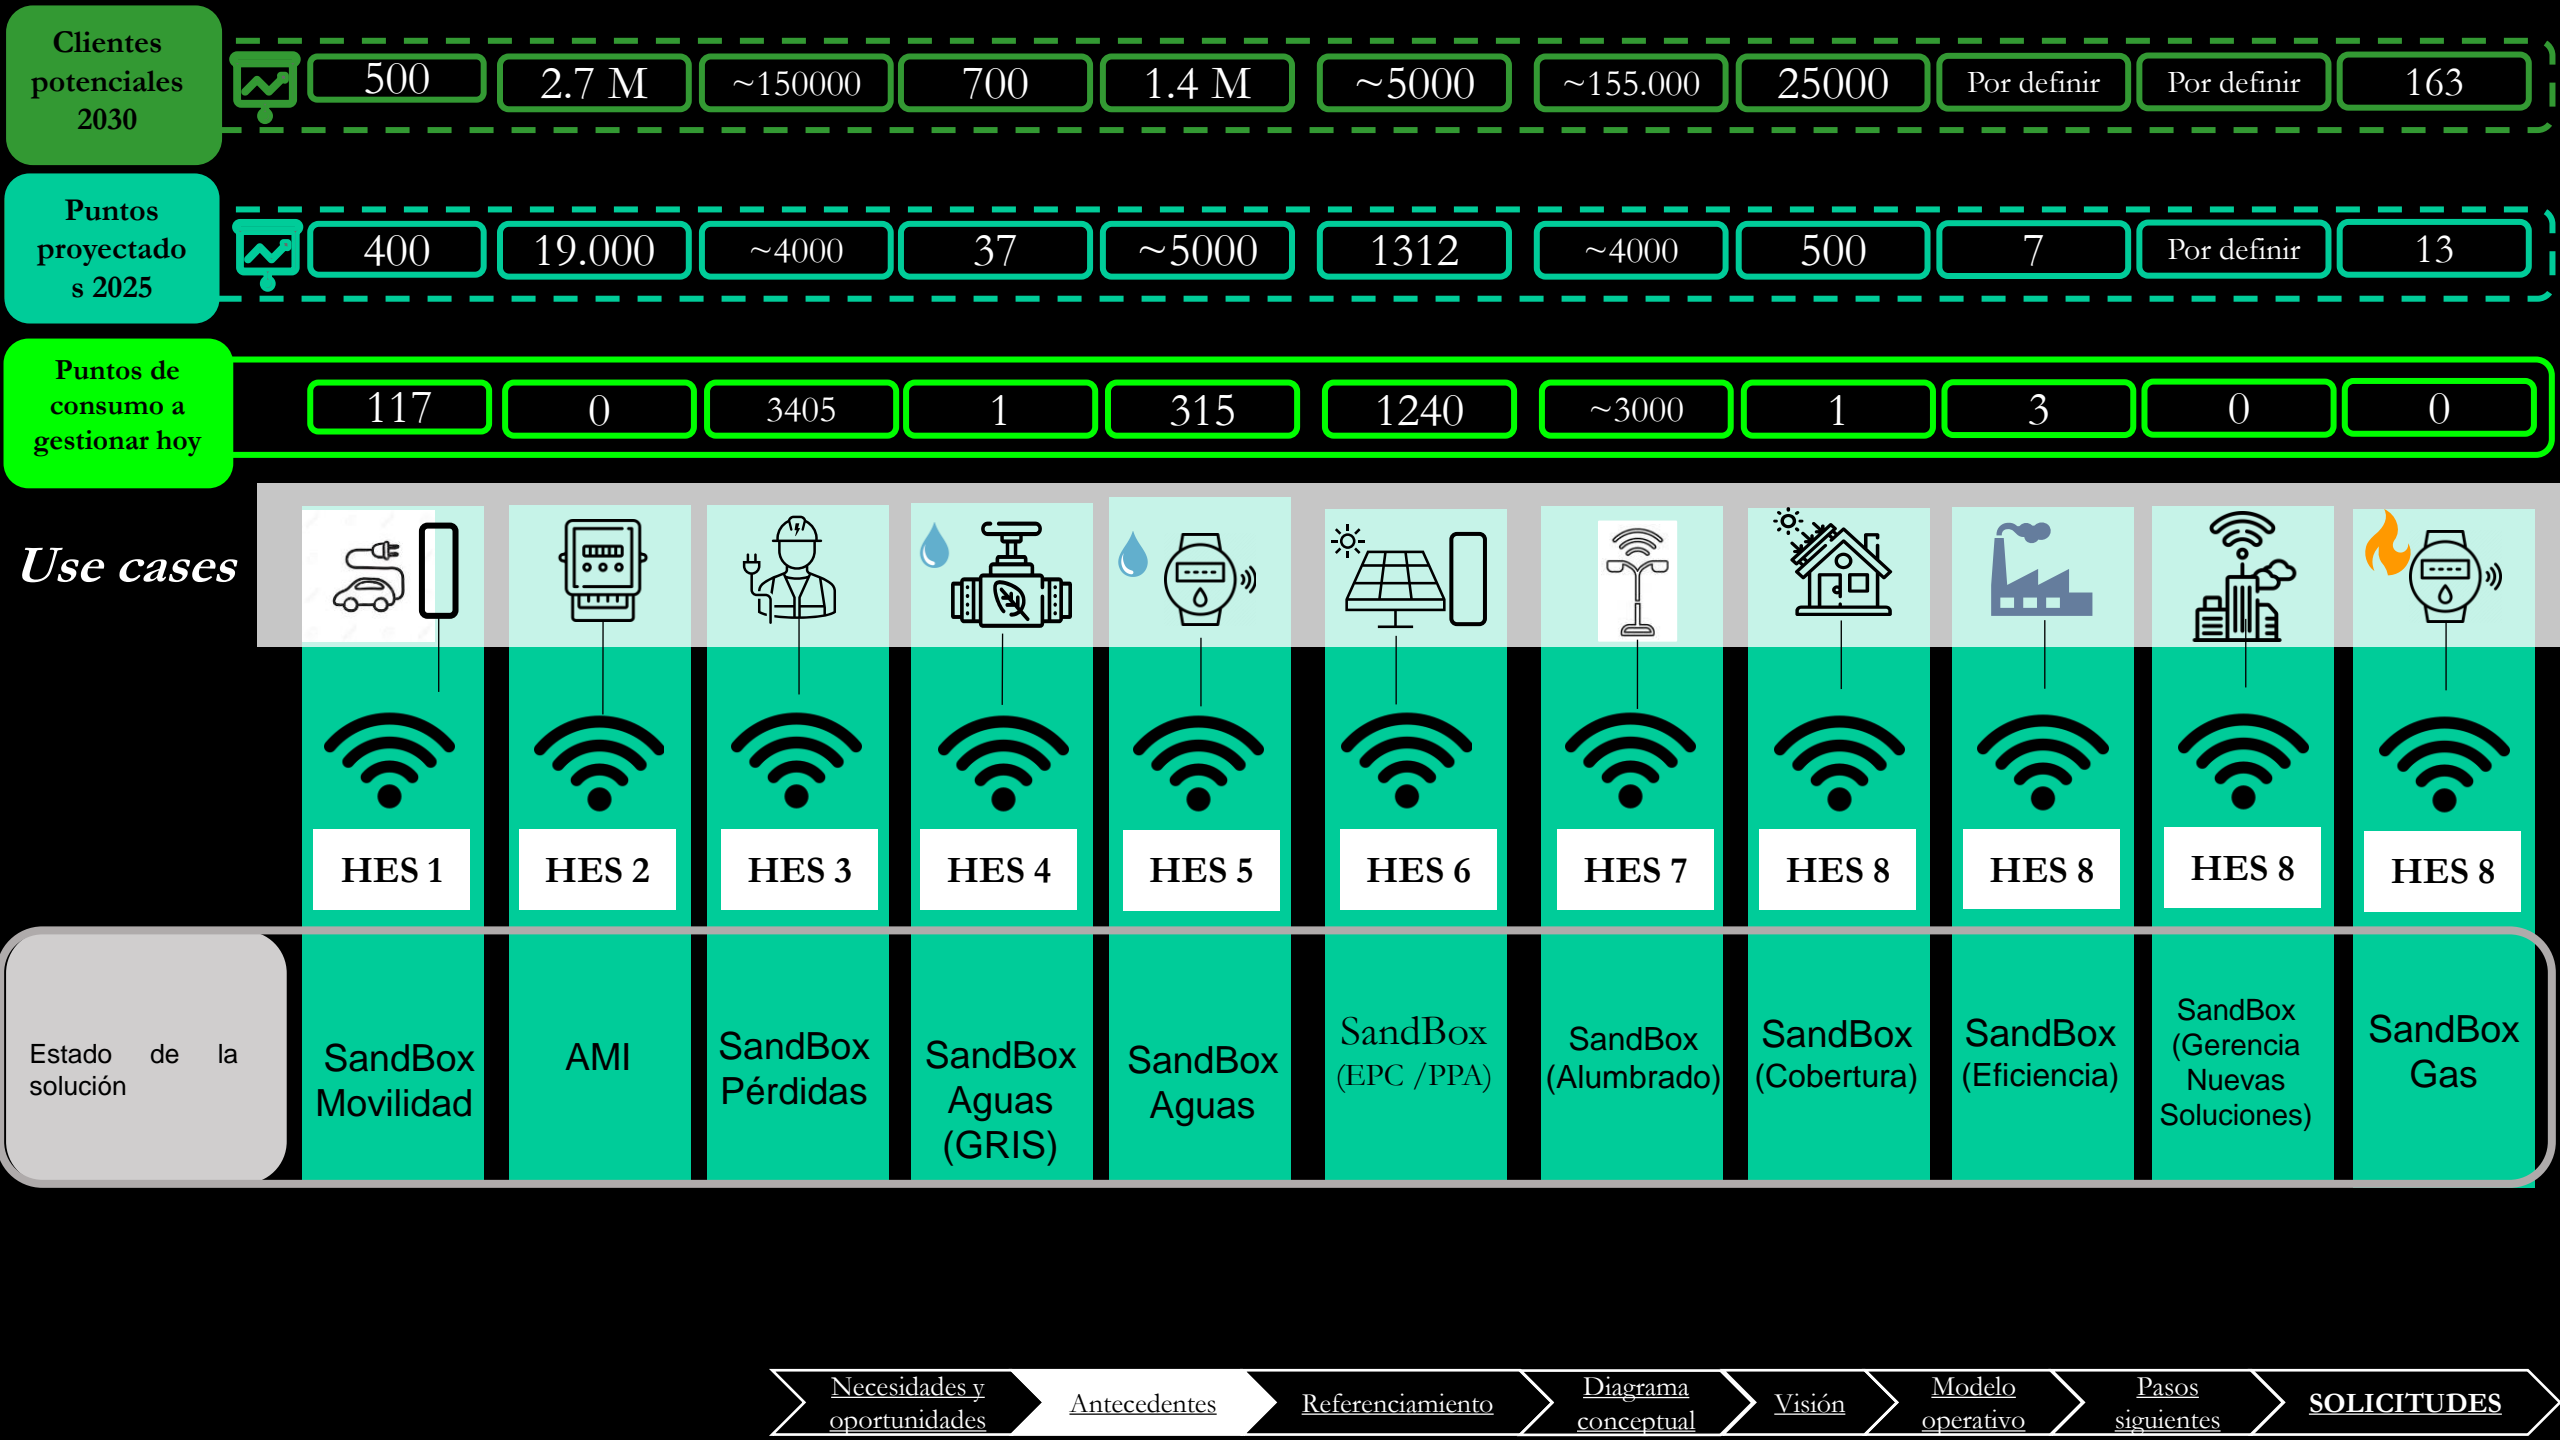 Clientes
potenciales
2030
500
2.7 M
~150000
700
1.4 M
~5000
~155.000
25000
Por definir
Por definir
163
Puntos
proyectado
s 2025
400
19.000
~4000
37
~5000
1312
~4000
500
7
Por definir
13
Puntos de
consumo a
gestionar hoy
117
0
3405
1
315
1240
~3000
1
3
0
0
Use cases
HES 1
HES 2
HES 3
HES 4
HES 5
HES 6
HES 7
HES 8
HES 8
HES 8
HES 8
Estado de la
solución
SandBox
Movilidad
AMI
SandBox
Pérdidas
SandBox
Aguas
(GRIS)
SandBox
Aguas
SandBox
(EPC /PPA)
SandBox
(Alumbrado)
SandBox
(Cobertura)
SandBox
(Eficiencia)
SandBox
(Gerencia
Nuevas
Soluciones)
SandBox
Gas
Necesidades y
oportunidades
Antecedentes
Referenciamiento
Diagrama
conceptual
Visión
Modelo
operativo
Pasos
siguientes
SOLICITUDES